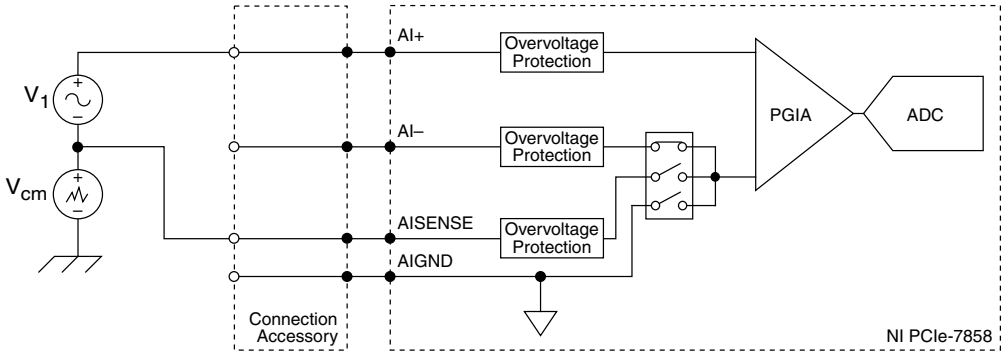 AI+
Overvoltage
Protection
V1
PGIA
ADC
AI–
Overvoltage
Protection
Vcm
AISENSE
Overvoltage
Protection
AIGND
Connection
Accessory
NI PCIe-7858